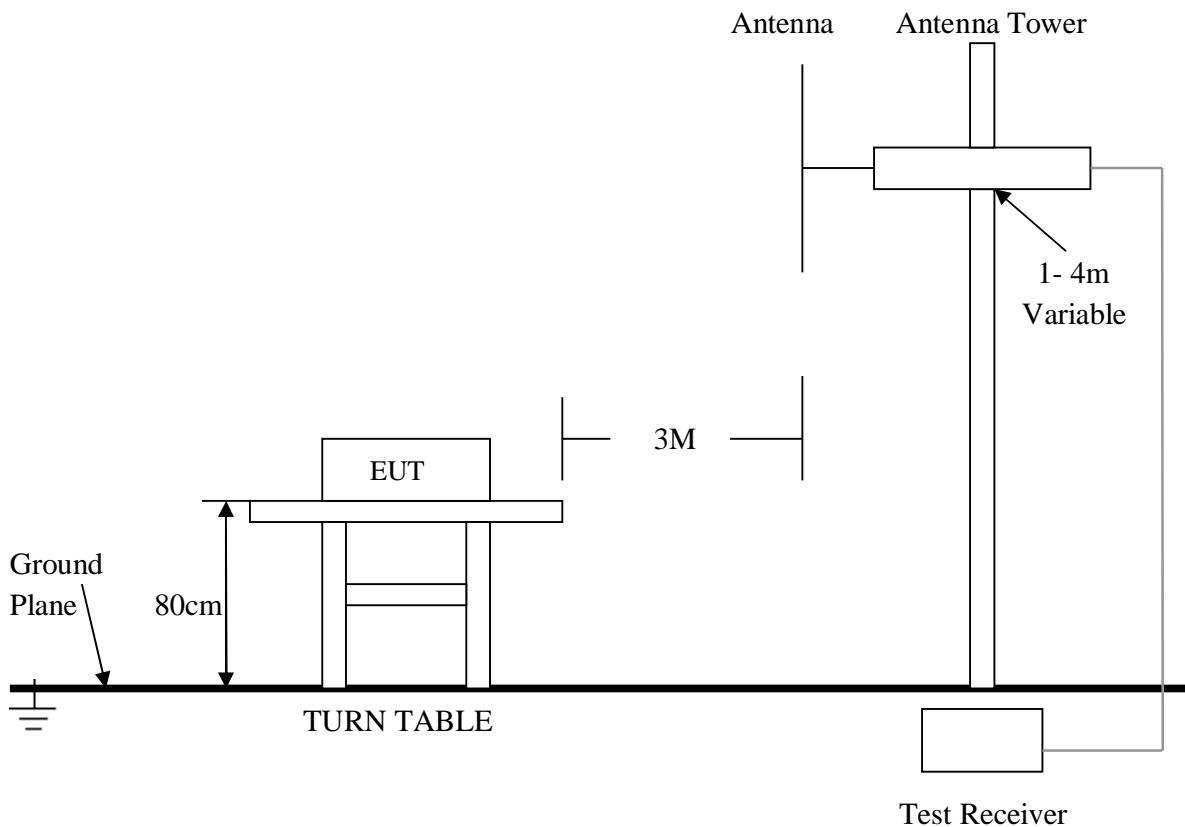 Antenna
Antenna Tower
1- 4m
Variable
3M
EUT
Ground
Plane
80cm
TURN TABLE
Test Receiver